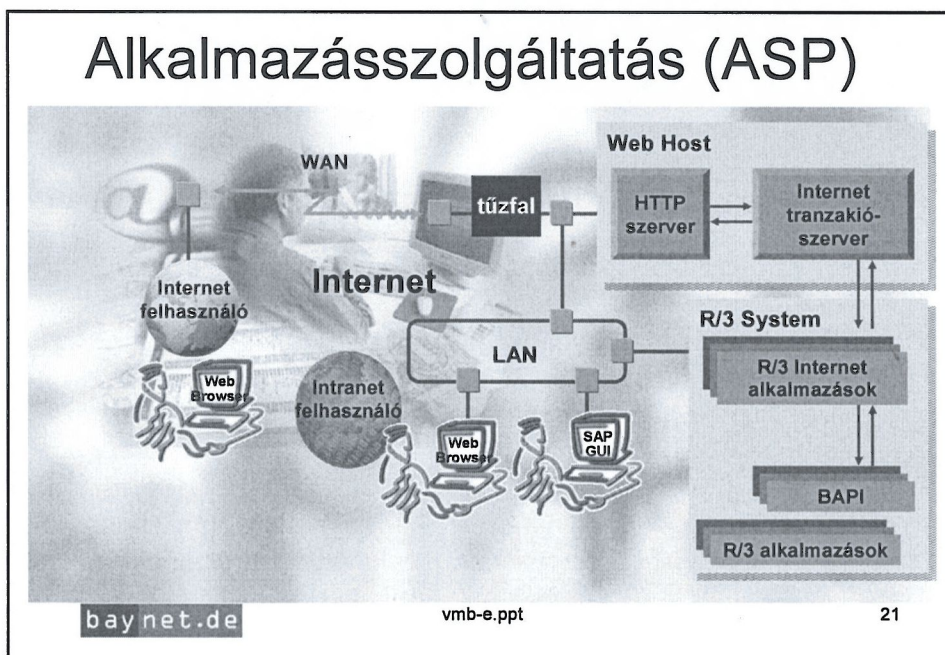 Alkalmazásszolgáltatás (ASP)
WAN
tűzfal
Web Host
HTTP
szerver
Internet
tranzakió-
szerver
Internet
felhasználó
Internet
Web
Browser
Intranet
felhasználó
LAN
Web
Browser
SAP
GUI
R/3 System
R/3 Internet
alkalmazások
BAPI
R/3 alkalmazások
baynet.de
vmb-e.ppt
21